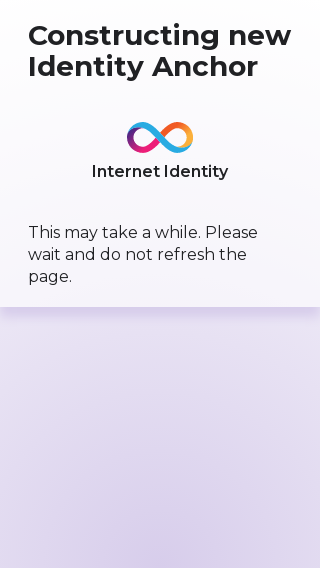 Constructing new
Identity Anchor
Internet Identity
This may take a while. Please
wait and do not refresh the
page.